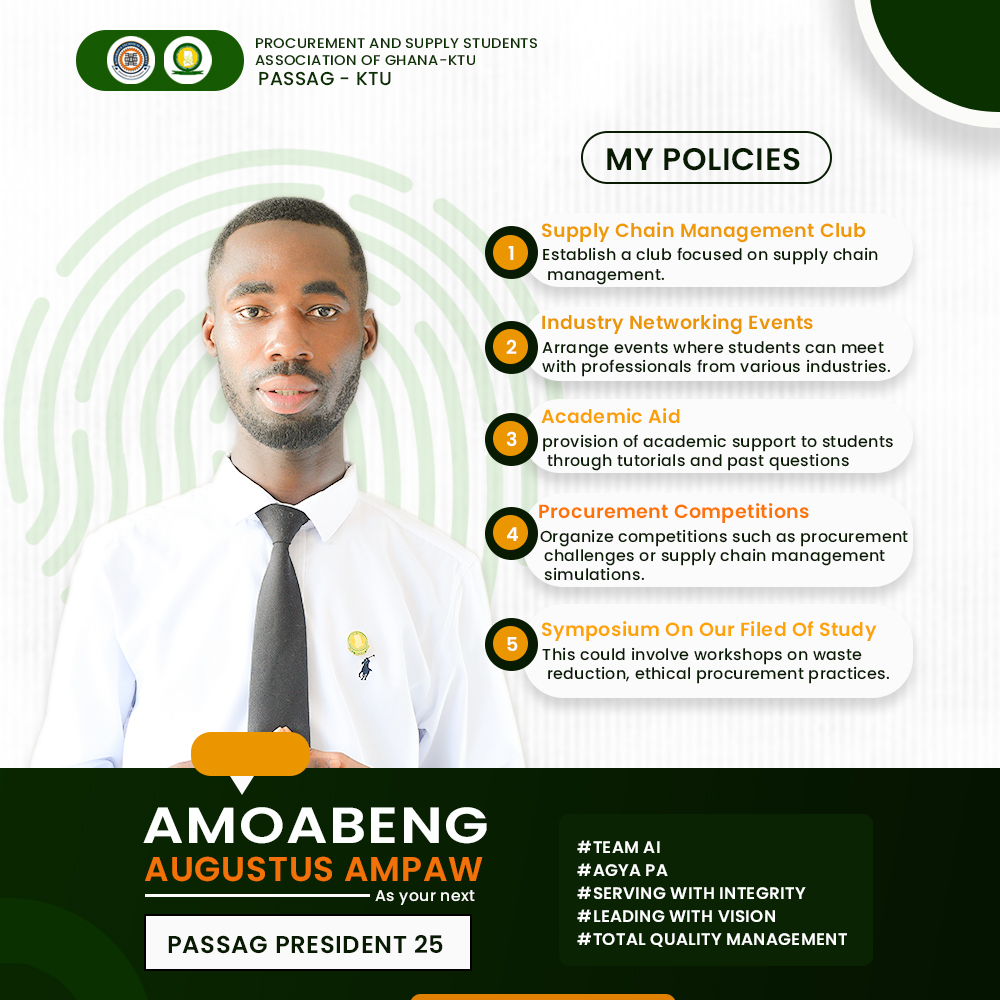 PROCUREMENT AND SUPPLY STUDENTS
ASSOCIATION OF GHANA-KTU
PASSAG - KTU
MY POLICIES
1
Supply Chain Management Club
Establish a club focused on supply chain
management.
2
Industry Networking Events
Arrange events where students can meet
with professionals from various industries.
3
Academic Aid
provision of academic support to students
through tutorials and past questions
4
Procurement Competitions
Organize competitions such as procurement
challenges or supply chain management
simulations.
5
Symposium On Our Filed Of Study
This could involve workshops on waste
reduction, ethical procurement practices.
AMOABENG
AUGUSTUS AMPAW
As your next
PASSAG PRESIDENT 25
#TEAM AI
#AGYA PA
#SERVING WITH INTEGRITY
#LEADING WITH VISION
#TOTAL QUALITY MANAGEMENT